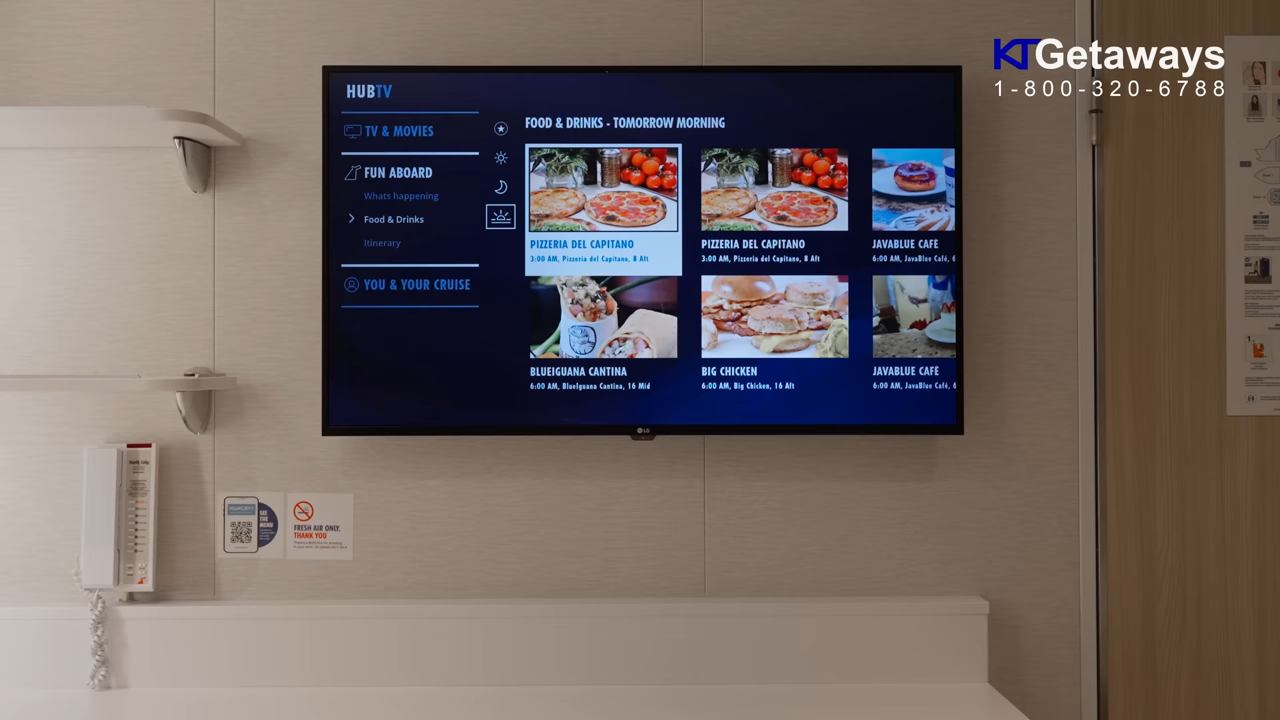 KTGetaways
1-800-320-6788
HUBTV
TV & MOVIES
FUN ABOARD
Whats happening
Food & Drinks
Itinerary
YOU & YOUR CRUISE
FOOD & DRINKS - TOMORROW MORNING
PIZZERIA DEL CAPITANO
3:00 AM, Pizzeria del Capitano, 8 Aft
PIZZERIA DEL CAPITANO
3:00 AM, Pizzeria del Capitano, 8 Aft
JAVABLUE CAFE
6:00 AM, JavaBlue Café, 6
BLUEIGUANA CANTINA
6:00 AM, BlueIguana Cantina, 16 Mid
BIG CHICKEN
6:00 AM, Big Chicken, 16 Aft
JAVABLUE CAFE
6:00 AM, JavaBlue Café, 6
LG
SEE
THE
MENU
FRESH AIR ONLY,
THANK YOU